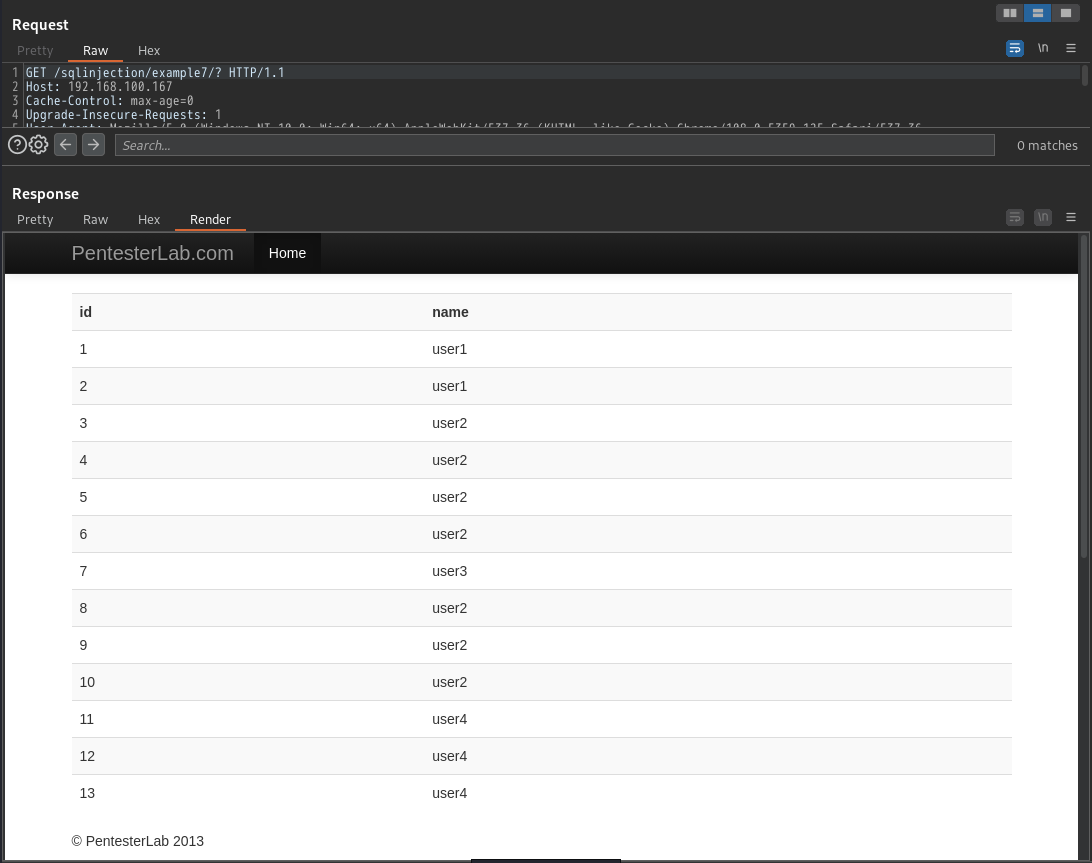 Request
Pretty Raw Hex
\n
1 GET /sqlinjection/example7/? HTTP/1.1
2 Host: 192.168.100.167
3 Cache-Control: max-age=0
4 Upgrade-Insecure-Requests: 1
Search...
0 matches
Response
Pretty Raw Hex Render
\n
PentesterLab.com Home
id name
1 user1
2 user1
3 user2
4 user2
5 user2
6 user2
7 user3
8 user2
9 user2
10 user2
11 user4
12 user4
13 user4
© PentesterLab 2013